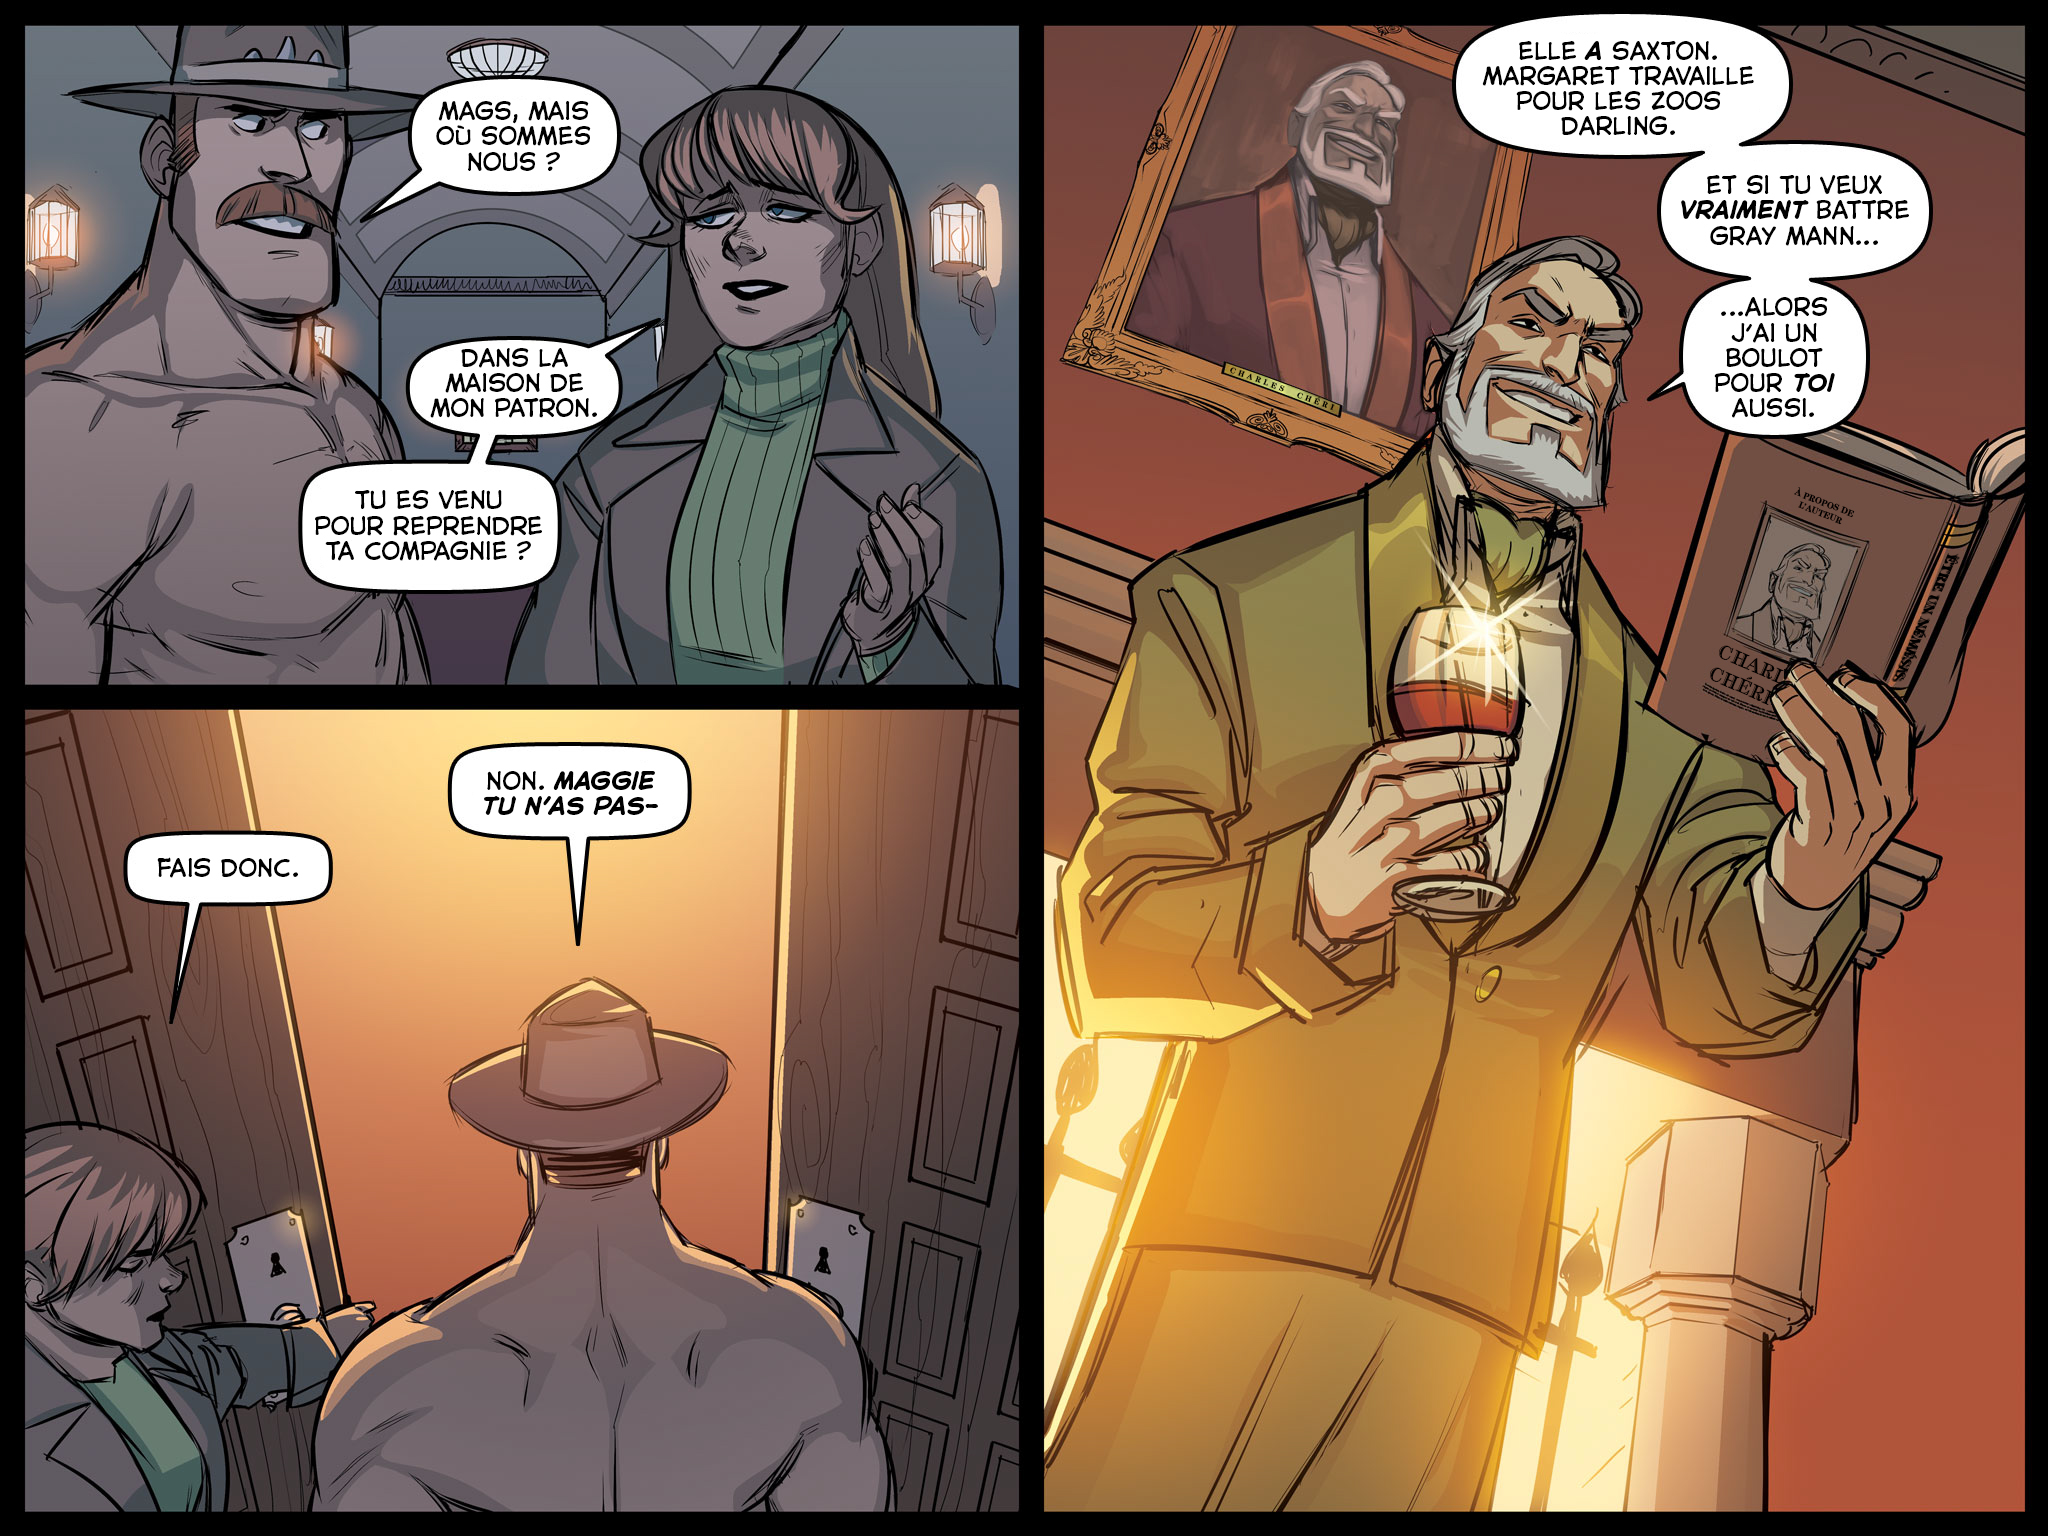 MAGS, MAIS
OÙ SOMMES
NOUS ?
DANS LA
MAISON DE
MON PATRON.
TU ES VENU
POUR REPRENDRE
TA COMPAGNIE ?
NON. MAGGIE
TU N'AS PAS-
FAIS DONC.
ELLE A SAXTON.
MARGARET TRAVAILLE
POUR LES ZOOS
DARLING.
ET SI TU VEUX
VRAIMENT BATTRE
GRAY MANN...
...ALORS
J'AI UN
BOULOT
POUR TOI
AUSSI.
CHARLES CHÉRI
À PROPOS DE
L'AUTEUR
CHÉRI
ÊTRE UN NÉMÉSIS